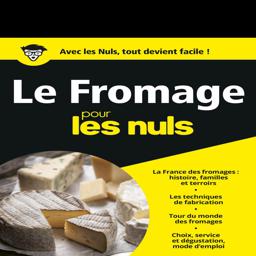 Avec les Nuls, tout devient facile !
Le Fromage
pour
les nuls
La France des fromages :
histoire, familles
et terroirs
•
Les techniques
de fabrication
•
Tour du monde
des fromages
•
Choix, service
et dégustation,
mode d'emploi